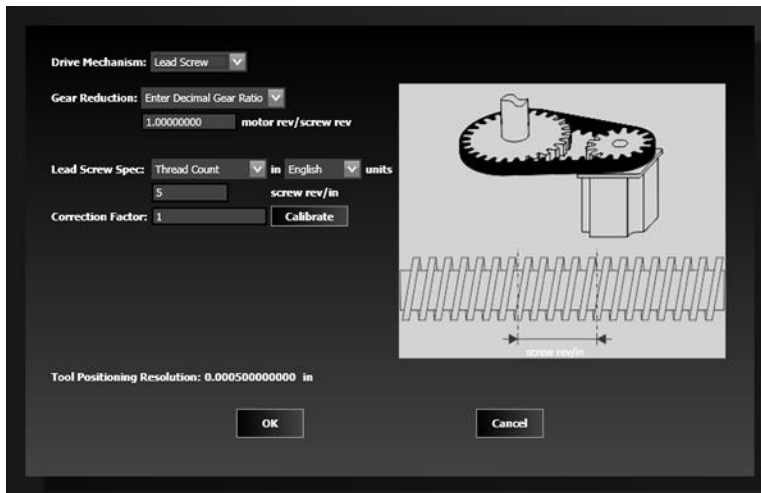 Drive Mechanism: Lead Screw
Gear Reduction: Enter Decimal Gear Ratio
1.00000000 motor rev/screw rev
Lead Screw Spec: Thread Count in English units
5 screw rev/in
Correction Factor: 1 Calibrate
screw rev/in
Tool Positioning Resolution: 0.000500000000 in
OK Cancel